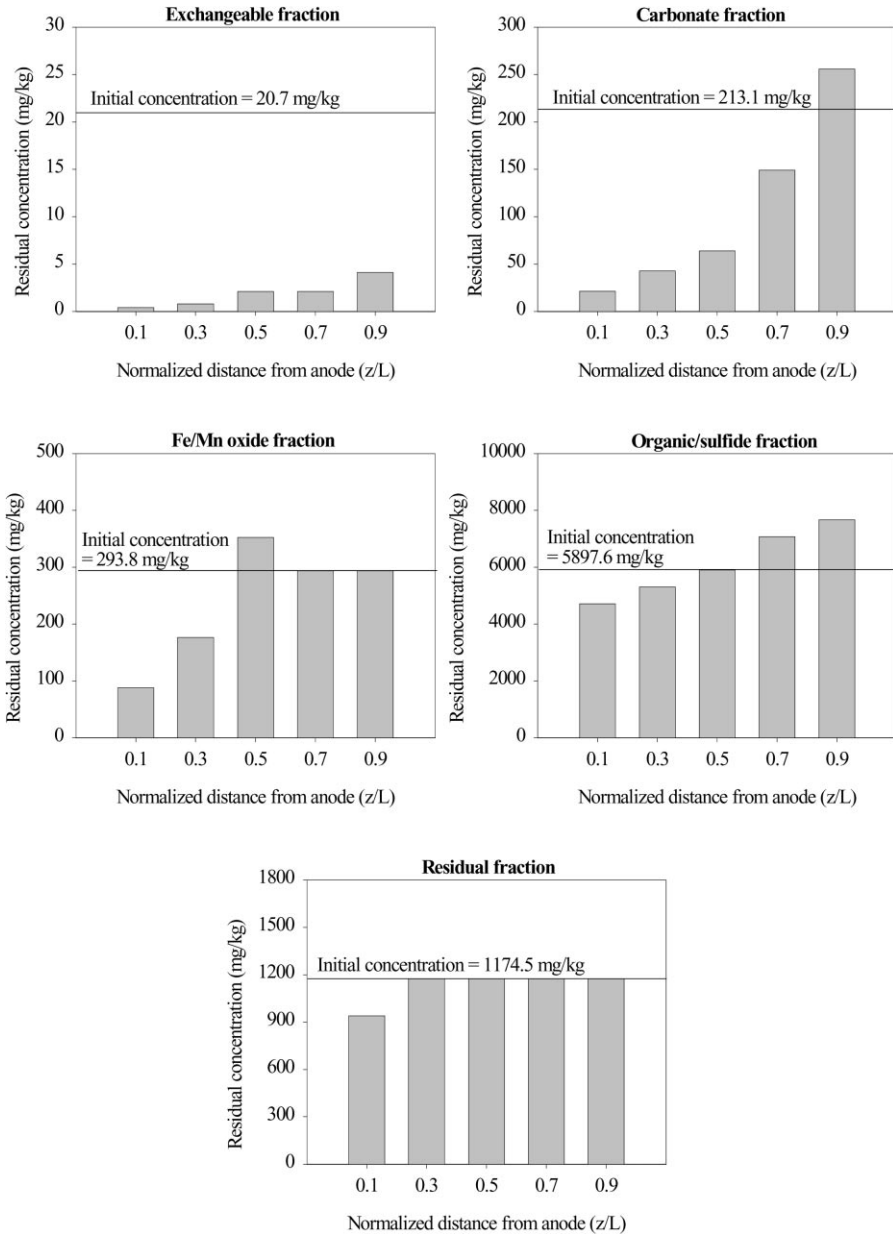 Exchangeable fraction
30
25
20
15
10
5
0
Residual concentration (mg/kg)
Initial concentration = 20.7 mg/kg
0.1 0.3 0.5 0.7 0.9
Normalized distance from anode (z/L)
Carbonate fraction
300
250
200
150
100
50
0
Residual concentration (mg/kg)
Initial concentration = 213.1 mg/kg
0.1 0.3 0.5 0.7 0.9
Normalized distance from anode (z/L)
Fe/Mn oxide fraction
500
400
300
200
100
0
Residual concentration (mg/kg)
Initial concentration
= 293.8 mg/kg
0.1 0.3 0.5 0.7 0.9
Normalized distance from anode (z/L)
Organic/sulfide fraction
10000
8000
6000
4000
2000
0
Residual concentration (mg/kg)
Initial concentration
= 5897.6 mg/kg
0.1 0.3 0.5 0.7 0.9
Normalized distance from anode (z/L)
Residual fraction
1800
1500
1200
900
600
300
0
Residual concentration (mg/kg)
Initial concentration = 1174.5 mg/kg
0.1 0.3 0.5 0.7 0.9
Normalized distance from anode (z/L)